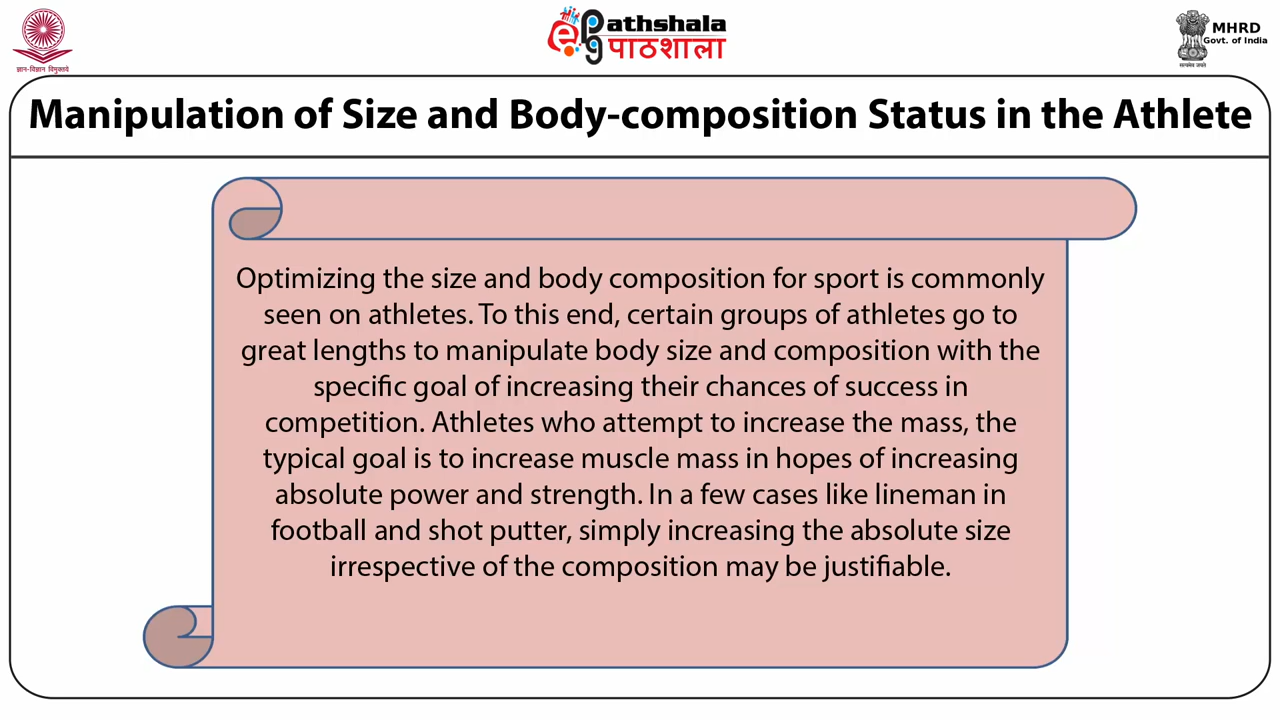 ज्ञान-विज्ञान विमुक्तये
ePathshala
पाठशाला
MHRD
Govt. of India
सत्यमेव जयते
Manipulation of Size and Body-composition Status in the Athlete
Optimizing the size and body composition for sport is commonly
seen on athletes. To this end, certain groups of athletes go to
great lengths to manipulate body size and composition with the
specific goal of increasing their chances of success in
competition. Athletes who attempt to increase the mass, the
typical goal is to increase muscle mass in hopes of increasing
absolute power and strength. In a few cases like lineman in
football and shot putter, simply increasing the absolute size
irrespective of the composition may be justifiable.